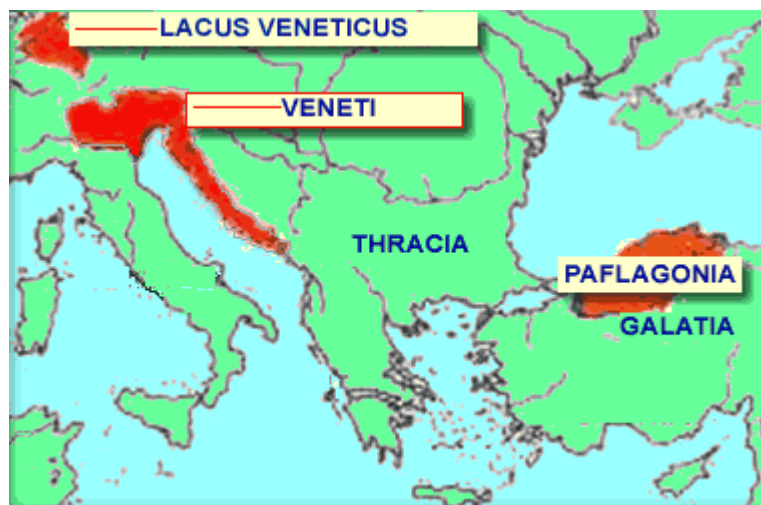 LACUS VENETICUS
VENETI
THRACIA
PAFLAGONIA
GALATIA